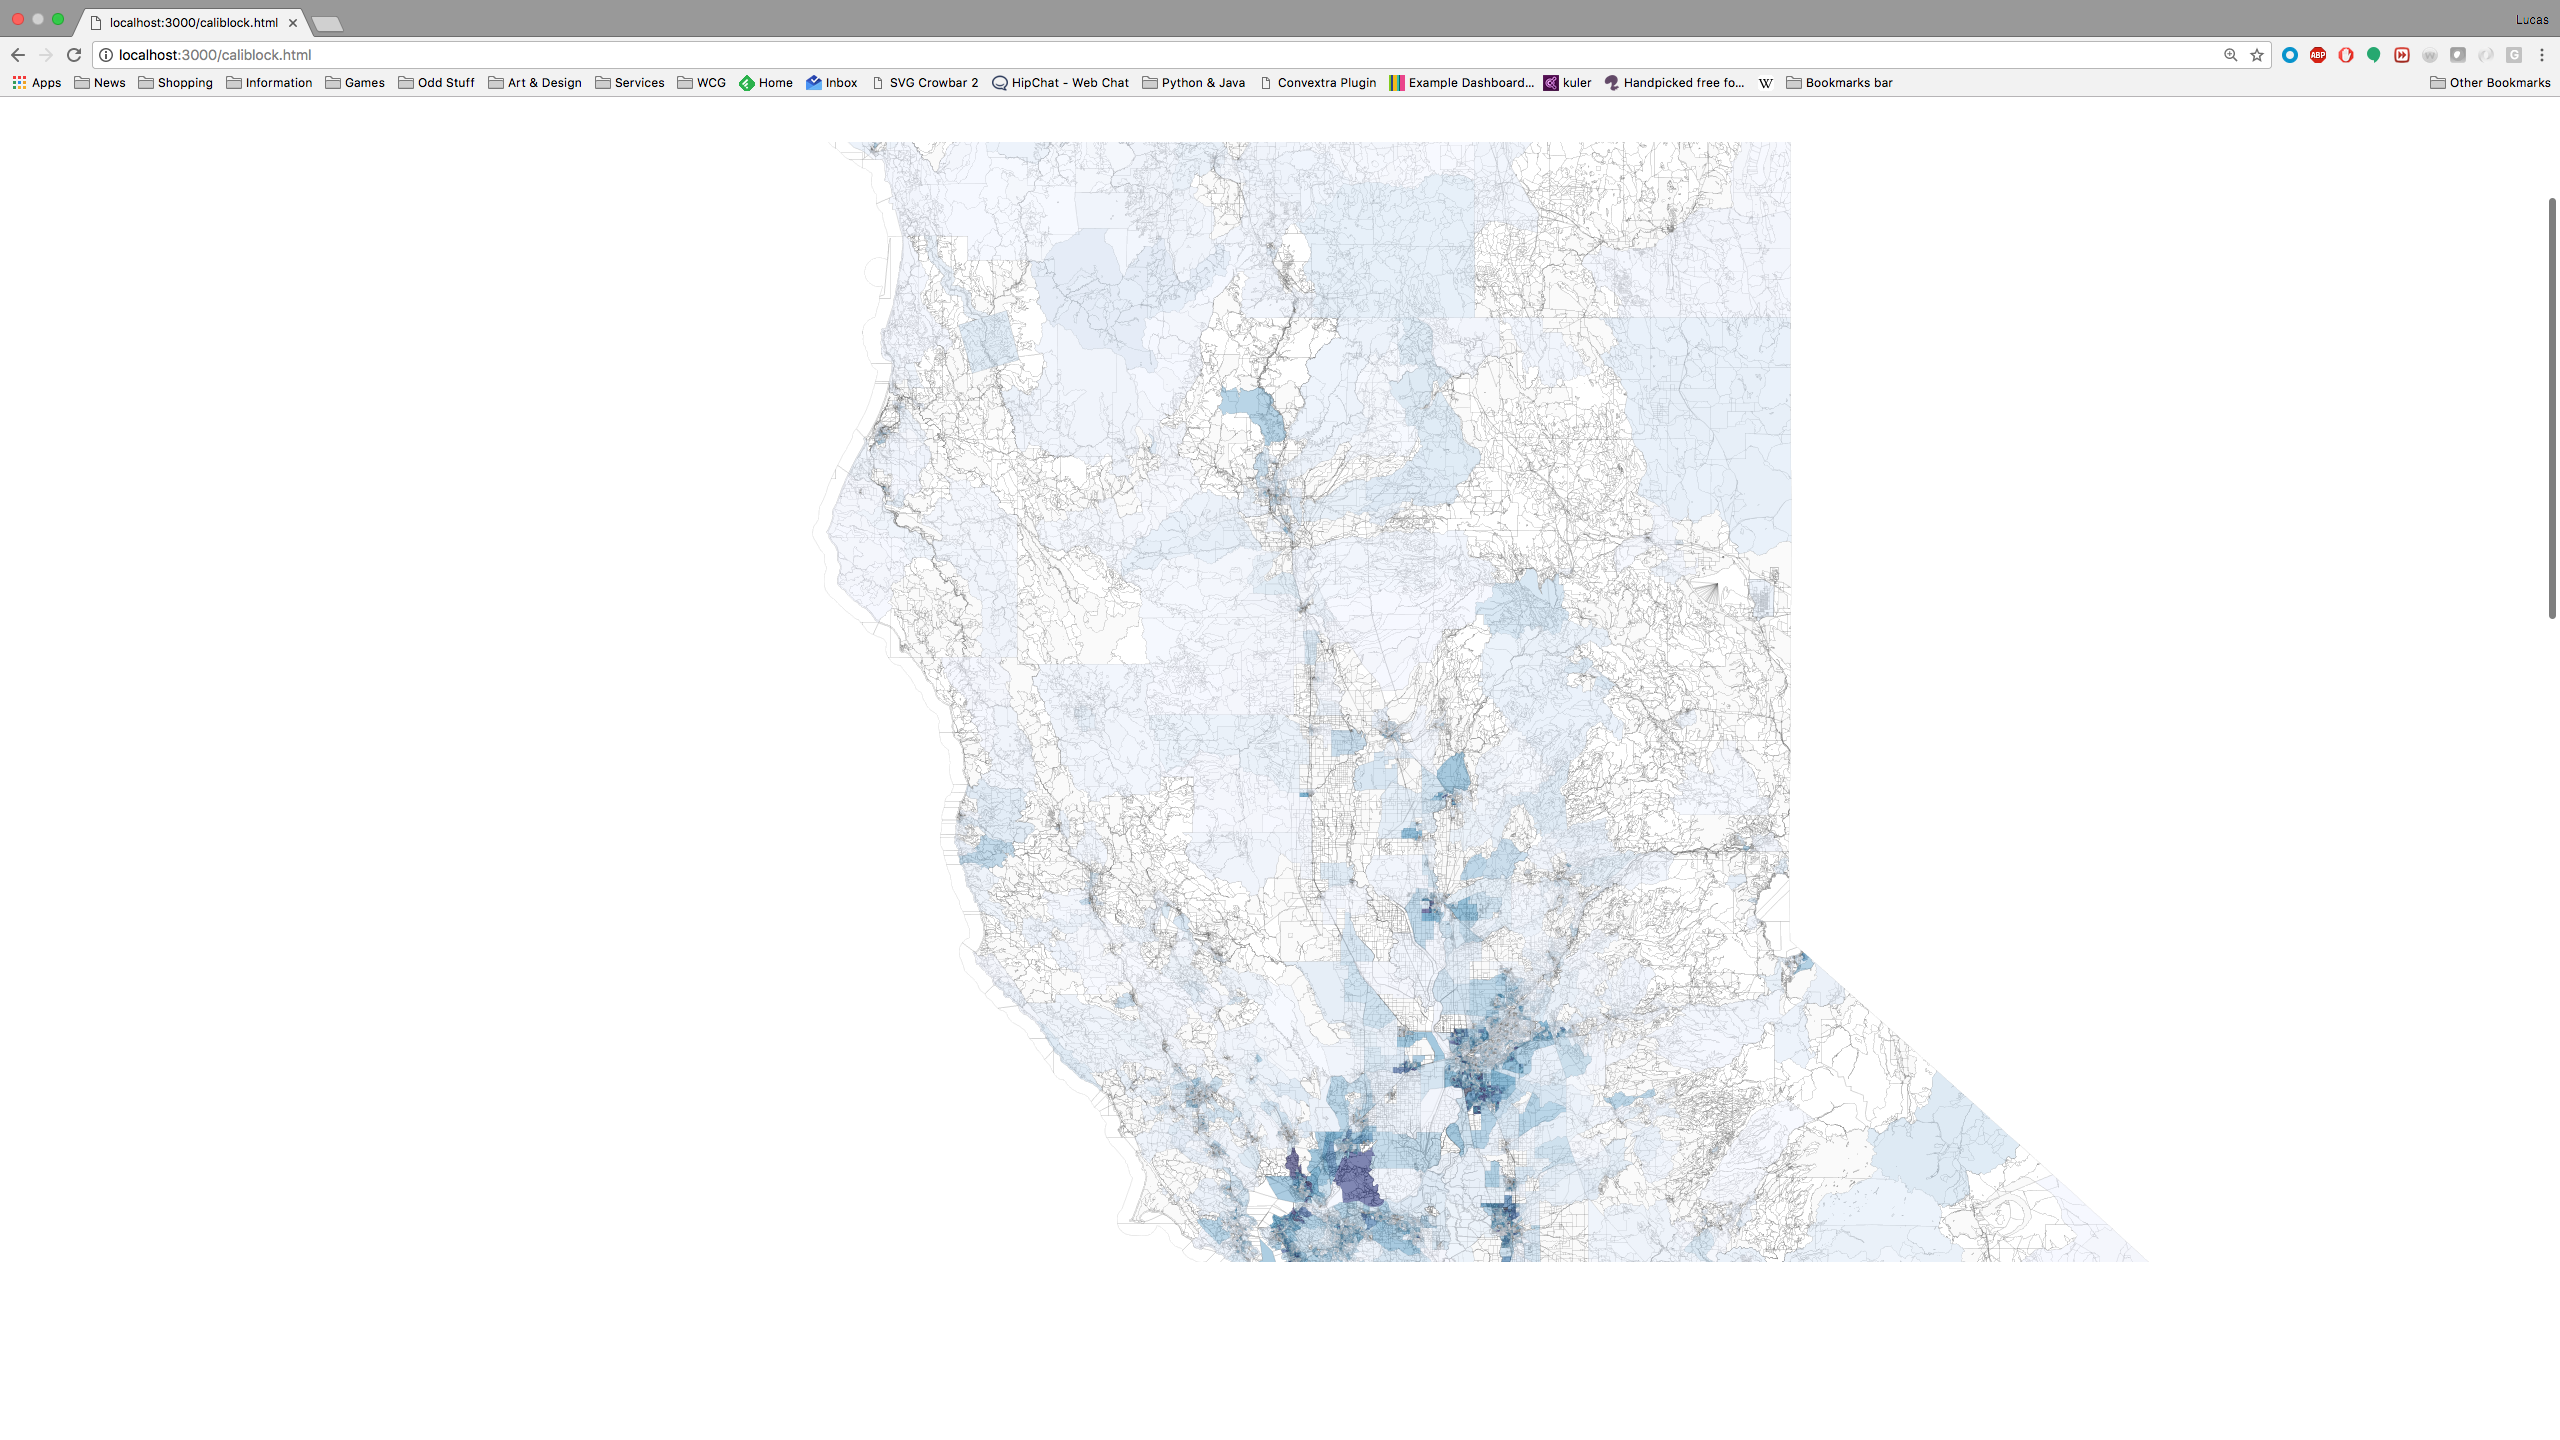 localhost:3000/caliblock.html
Lucas
localhost:3000/caliblock.html
ABP
W
G
Apps News Shopping Information Games Odd Stuff Art & Design Services WCG Home Inbox SVG Crowbar 2 HipChat - Web Chat Python & Java Convextra Plugin Example Dashboard... kuler Handpicked free fo... W Bookmarks bar Other Bookmarks